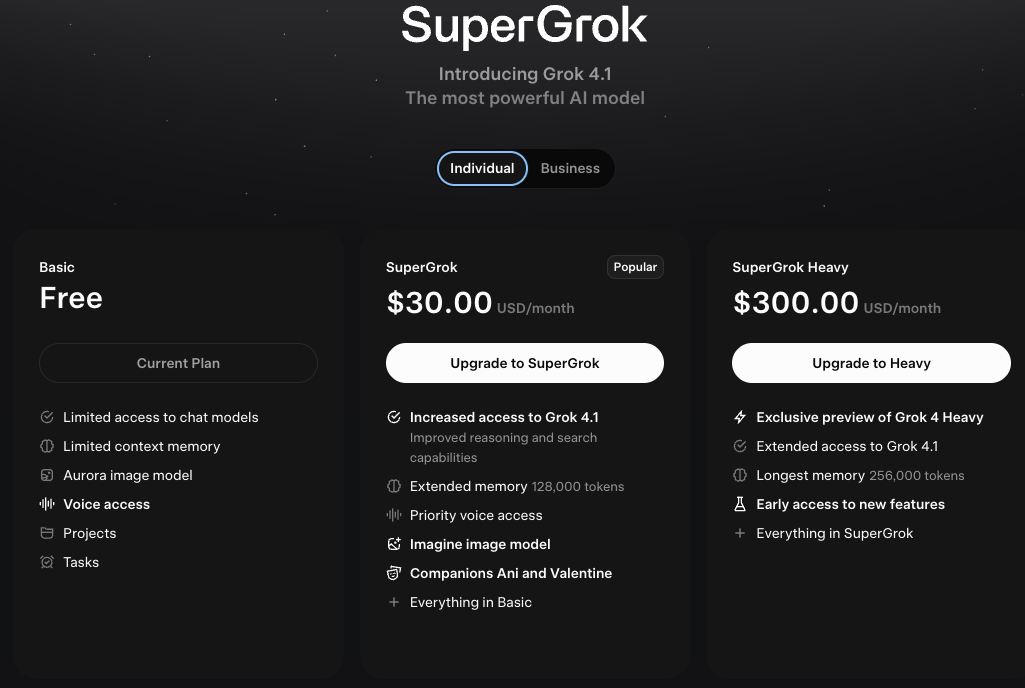 SuperGrok
Introducing Grok 4.1
The most powerful AI model
Individual
Business
Basic
Free
Current Plan
Limited access to chat models
Limited context memory
Aurora image model
Voice access
Projects
Tasks
SuperGrok
Popular
$30.00 USD/month
Upgrade to SuperGrok
Increased access to Grok 4.1
Improved reasoning and search
capabilities
Extended memory 128,000 tokens
Priority voice access
Imagine image model
Companions Ani and Valentine
Everything in Basic
SuperGrok Heavy
$300.00 USD/month
Upgrade to Heavy
Exclusive preview of Grok 4 Heavy
Extended access to Grok 4.1
Longest memory 256,000 tokens
Early access to new features
Everything in SuperGrok